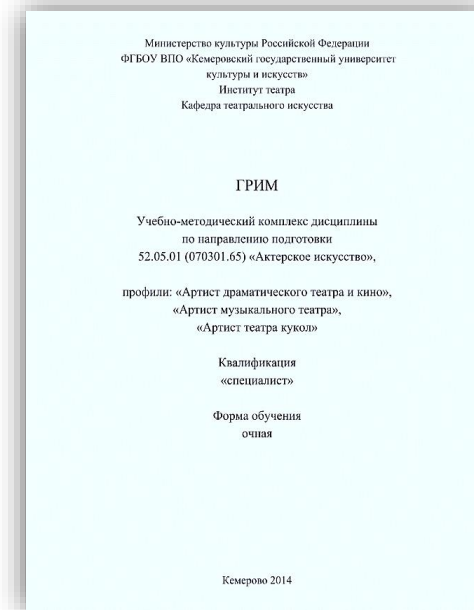 Министерство культуры Российской Федерации
ФГБОУ ВПО «Кемеровский государственный университет
культуры и искусств»
Институт театра
Кафедра театрального искусства
ГРИМ
Учебно-методический комплекс дисциплины
по направлению подготовки
52.05.01 (070301.65) «Актерское искусство»,
профили: «Артист драматического театра и кино»,
«Артист музыкального театра»,
«Артист театра кукол»
Квалификация
«специалист»
Форма обучения
очная
Кемерово 2014